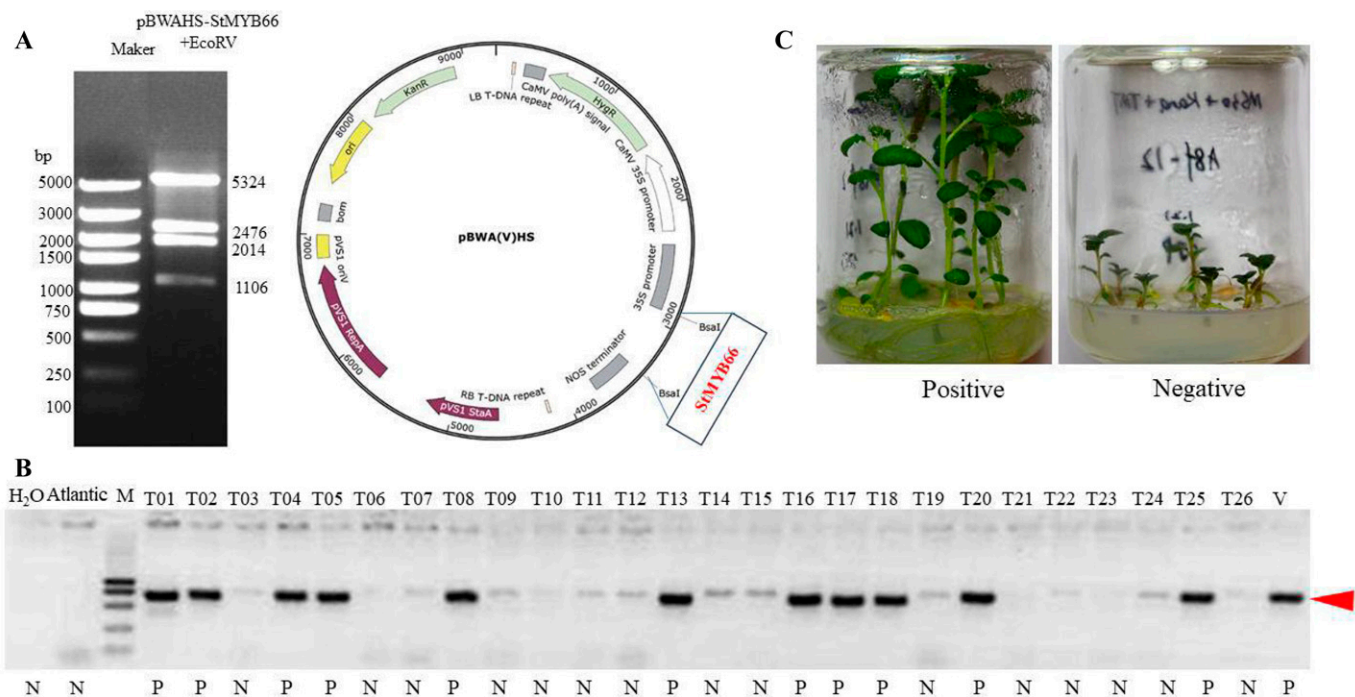 A
pBWAHS-StMYB66
+EcoRV
Maker
bp
5000
3000
2000
1500
1000
750
500
250
100
5324
2476
2014
1106
pBWA(V)HS
LB T-DNA repeat
CaMV poly(A) signal
HygR
CaMV 35S promoter
35S promoter
BsaI
StMYB66
BsaI
NOS terminator
RB T-DNA repeat
pVS1 StaA
pVS1 RepA
pVS1 oriV
bom
ori
KanR
1000
2000
3000
4000
5000
6000
7000
8000
9000
C
A81-12
Positive
Negative
B
H2O Atlantic M T01 T02 T03 T04 T05 T06 T07 T08 T09 T10 T11 T12 T13 T14 T15 T16 T17 T18 T19 T20 T21 T22 T23 T24 T25 T26 V
N N P P N P P N N P N N N N P N N P P P N P N N N N P N P